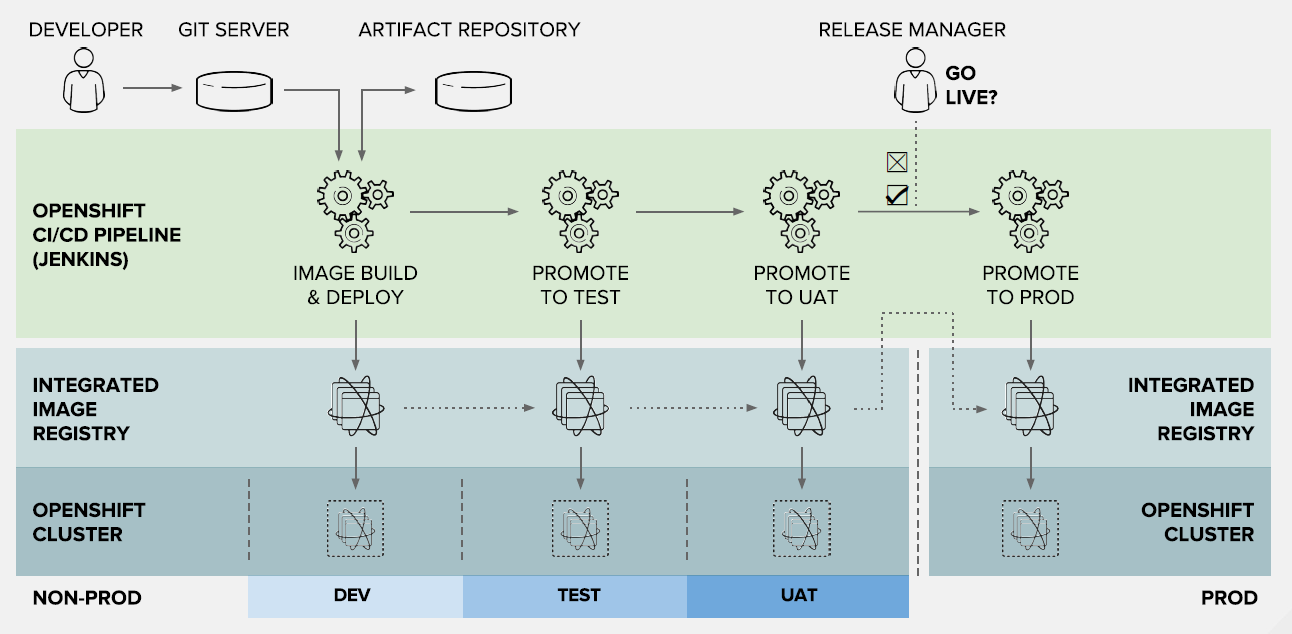 DEVELOPER
GIT SERVER
ARTIFACT REPOSITORY
RELEASE MANAGER
GO
LIVE?
OPENSHIFT
CI/CD PIPELINE
(JENKINS)
IMAGE BUILD
& DEPLOY
PROMOTE
TO TEST
PROMOTE
TO UAT
PROMOTE
TO PROD
INTEGRATED
IMAGE
REGISTRY
INTEGRATED
IMAGE
REGISTRY
OPENSHIFT
CLUSTER
OPENSHIFT
CLUSTER
NON-PROD
DEV
TEST
UAT
PROD